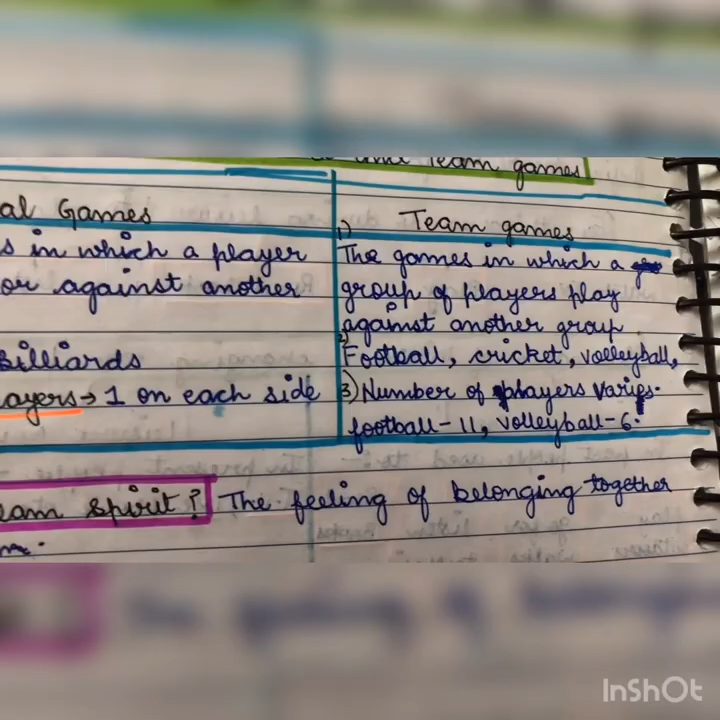 and Team games
al Games
s in which a player
or against another
Billiards
layers → 1 on each side
1) Team games
The games in which a
group of players play
against another group
2) Football, cricket, volleyball,
3) Number of players varies.
football-11, volleyball-6.
eam spirit? The feeling of belonging together
m.
InShOt